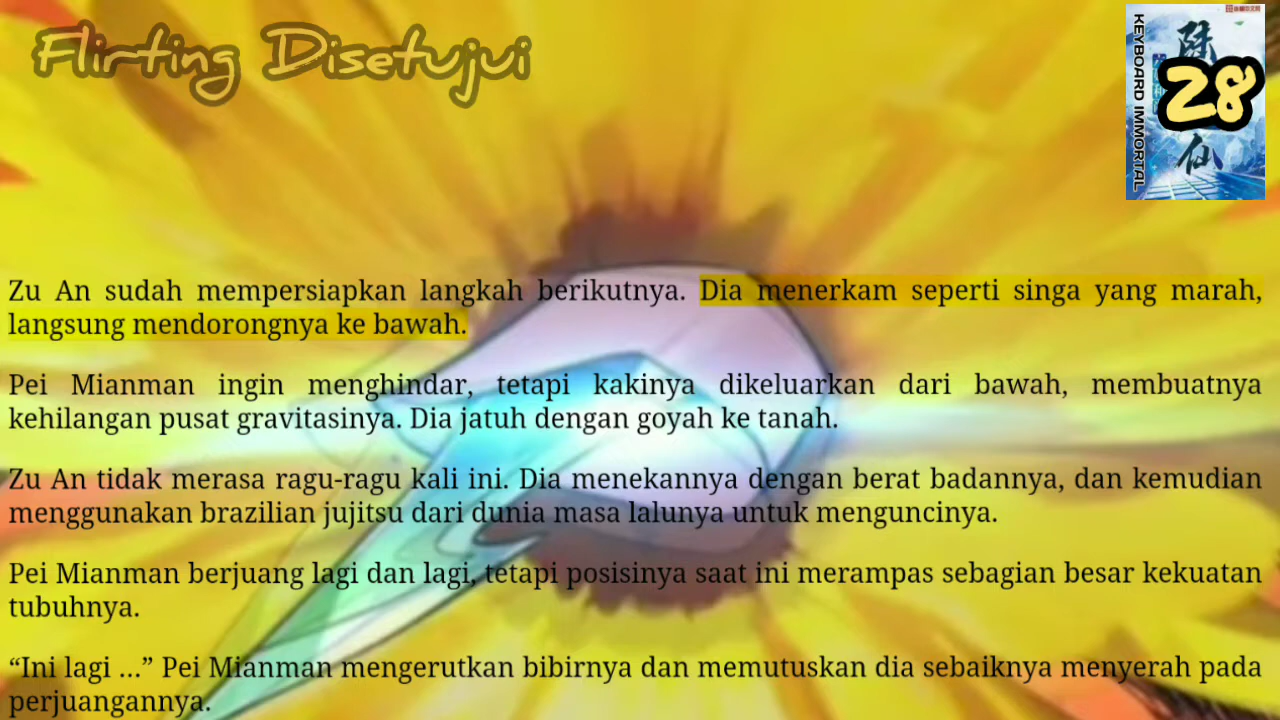 Flirting Disetujui
KEYBOARD IMMORTAL
28
仙
Zu An sudah mempersiapkan langkah berikutnya. Dia menerkam seperti singa yang marah,
langsung mendorongnya ke bawah.
Pei Mianman ingin menghindar, tetapi kakinya dikeluarkan dari bawah, membuatnya
kehilangan pusat gravitasinya. Dia jatuh dengan goyah ke tanah.
Zu An tidak merasa ragu-ragu kali ini. Dia menekannya dengan berat badannya, dan kemudian
menggunakan brazilian jujitsu dari dunia masa lalunya untuk menguncinya.
Pei Mianman berjuang lagi dan lagi, tetapi posisinya saat ini merampas sebagian besar kekuatan
tubuhnya.
“Ini lagi ...” Pei Mianman mengerutkan bibirnya dan memutuskan dia sebaiknya menyerah pada
perjuangannya.